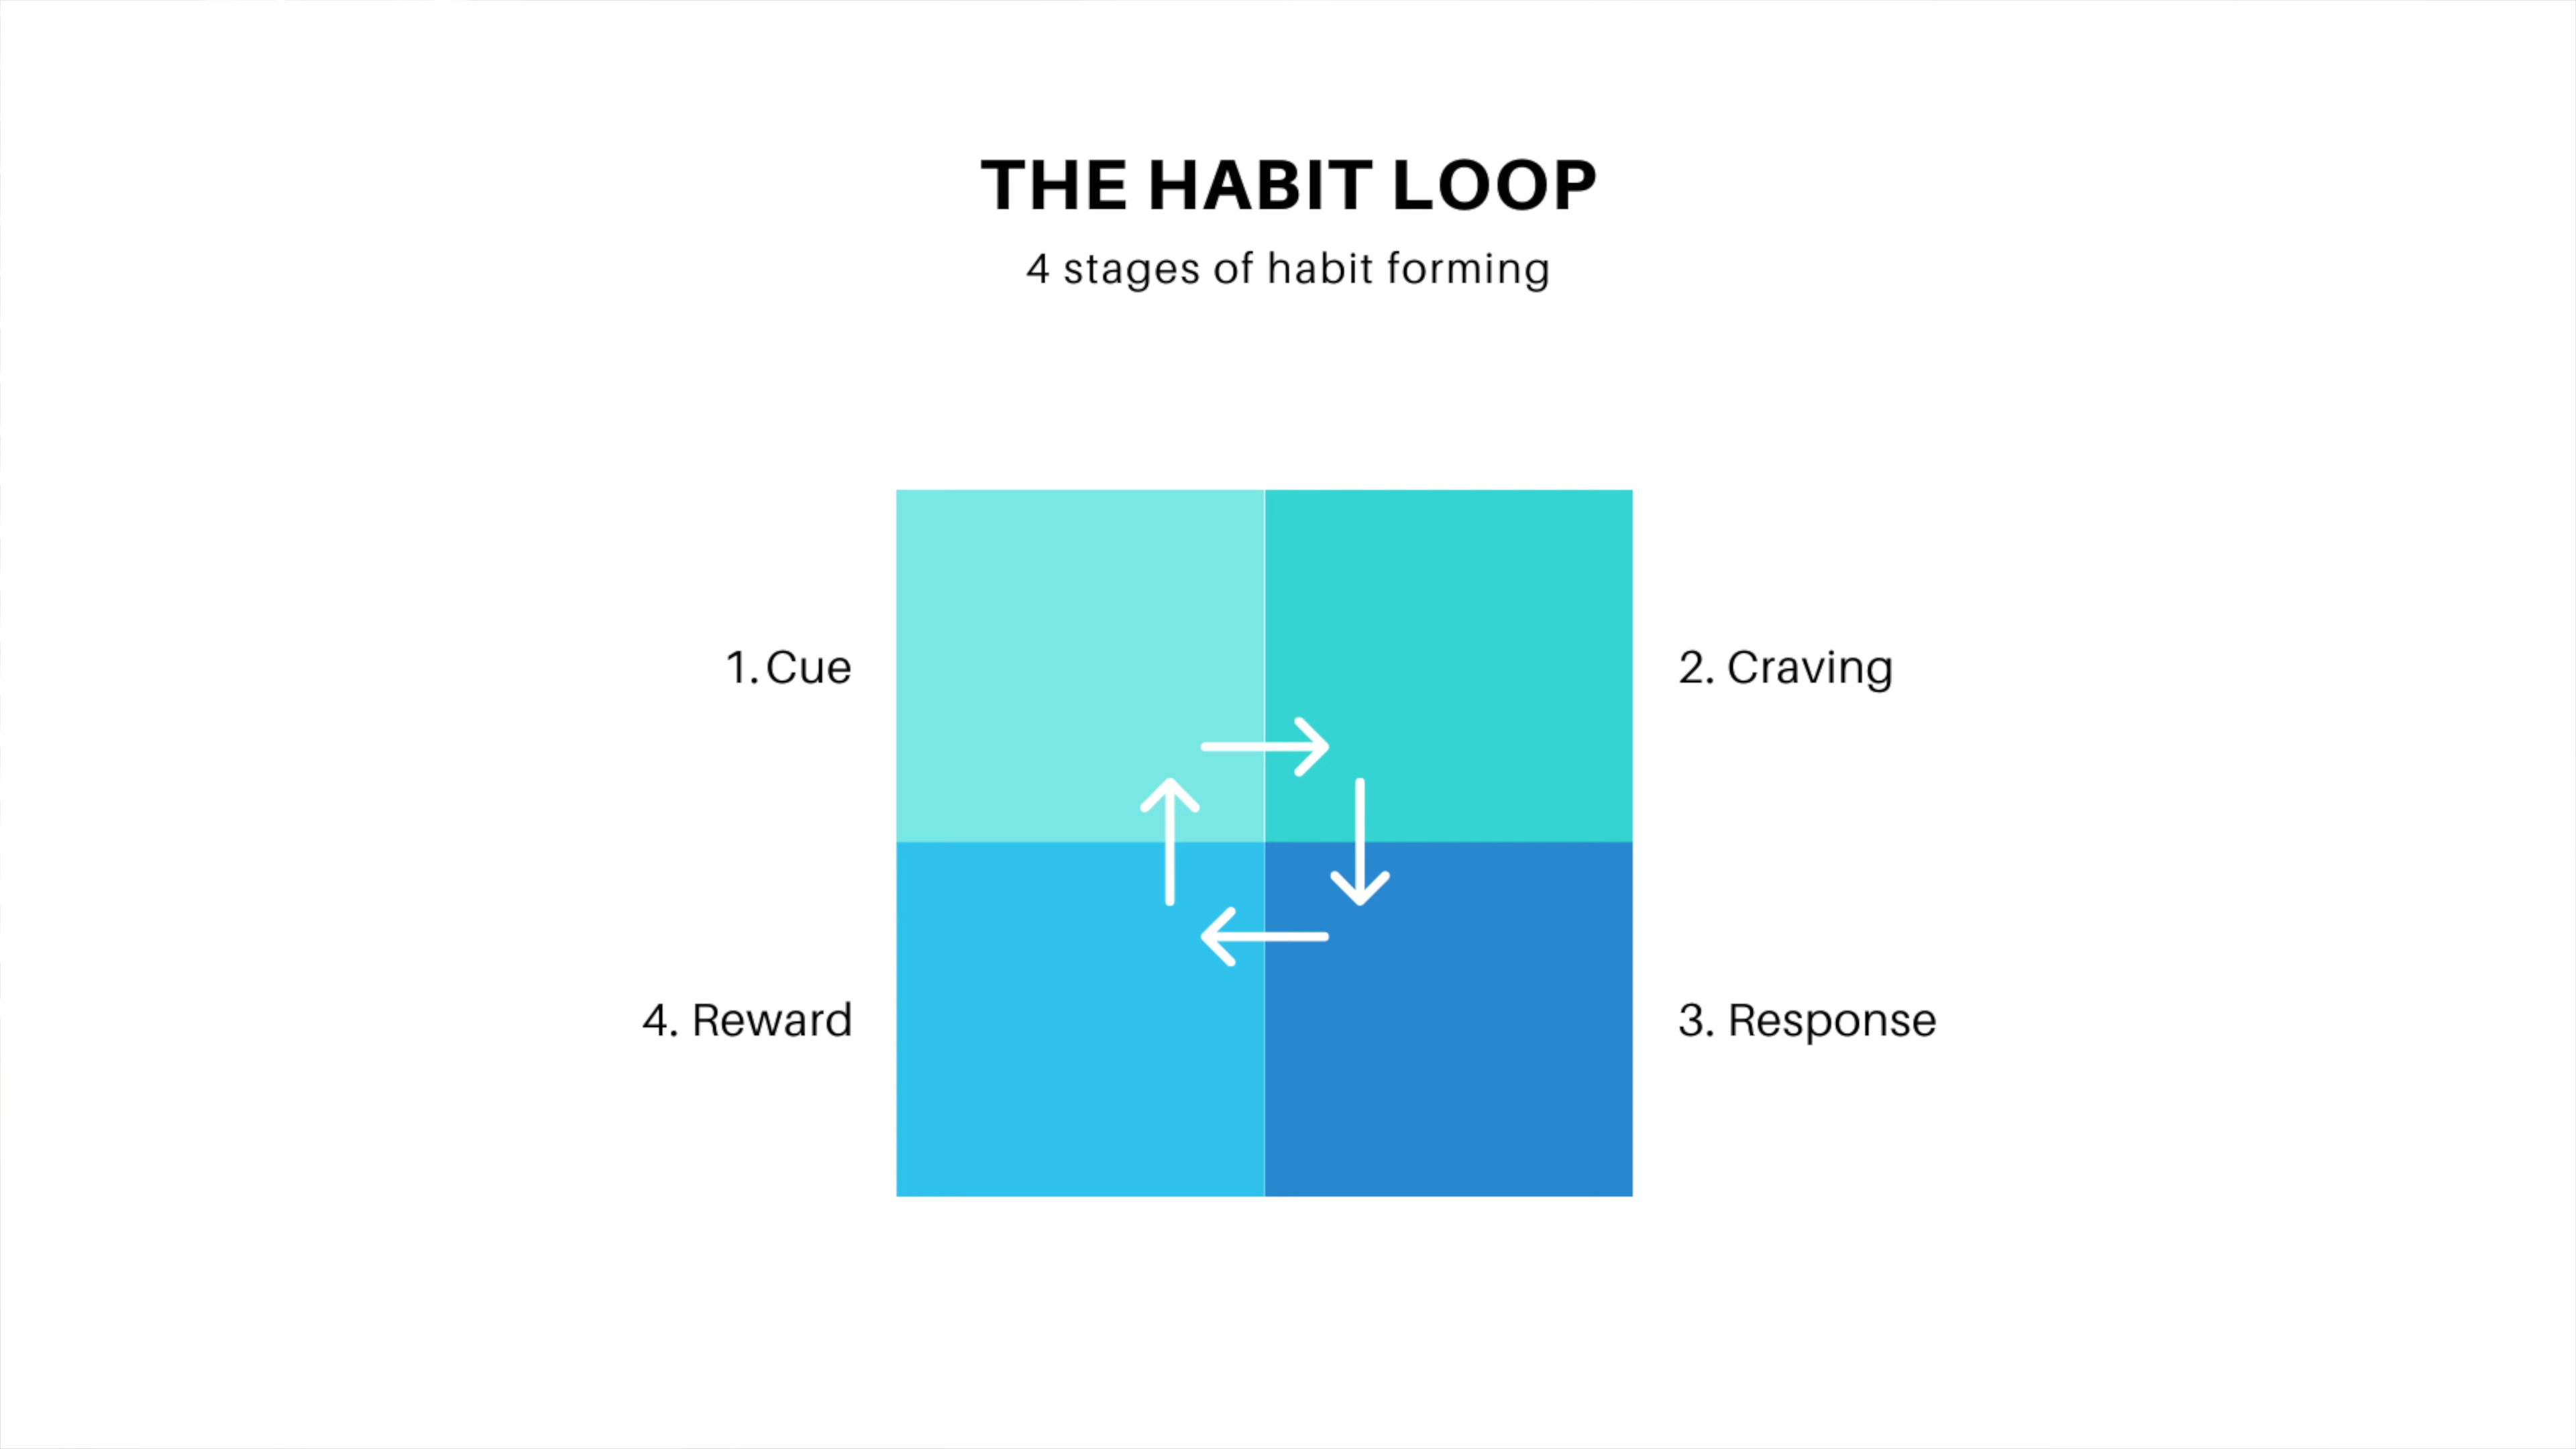 THE HABIT LOOP
4 stages of habit forming
1. Cue
2. Craving
4. Reward
3. Response